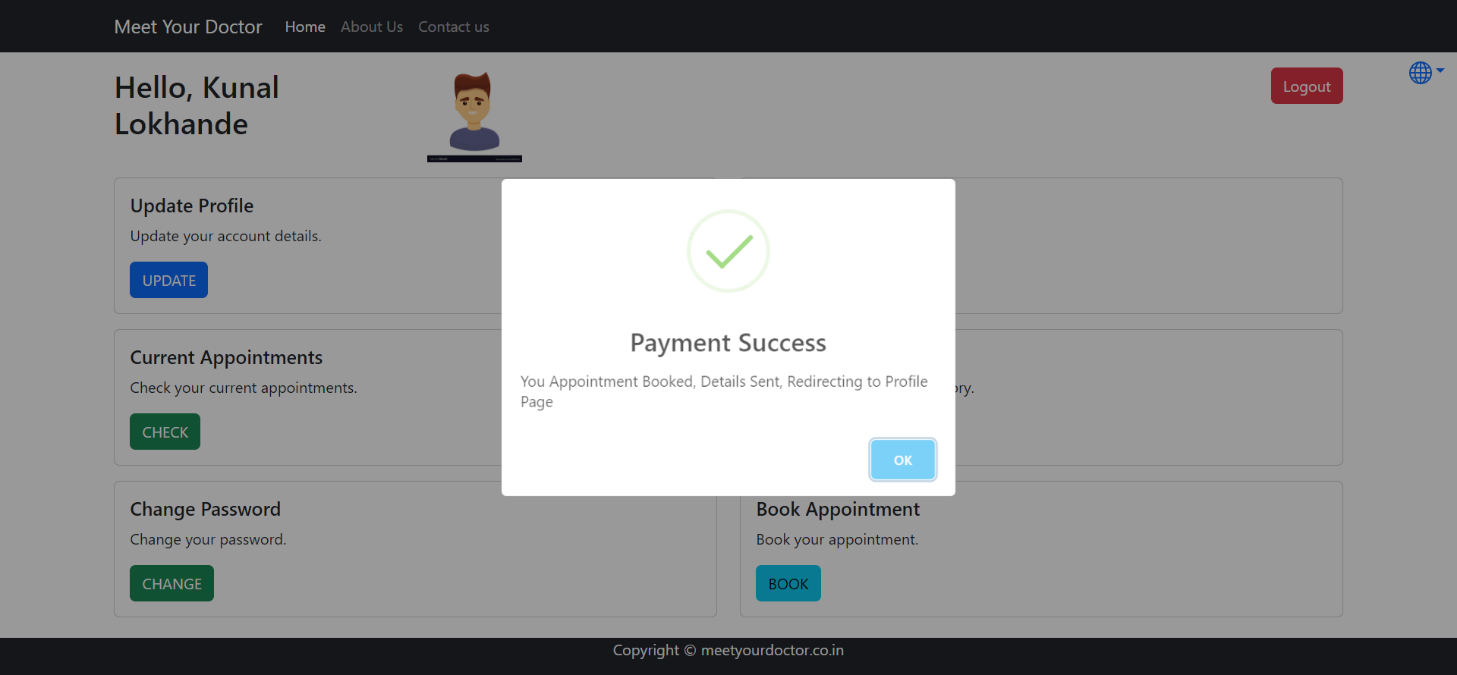 Meet Your Doctor Home About Us Contact us
Hello, Kunal
Lokhande
Logout
Update Profile
Update your account details.
UPDATE
Payment Success
You Appointment Booked, Details Sent, Redirecting to Profile
Page
OK
Current Appointments
Check your current appointments.
CHECK
Change Password
Change your password.
CHANGE
Book Appointment
Book your appointment.
BOOK
Copyright © meetyourdoctor.co.in